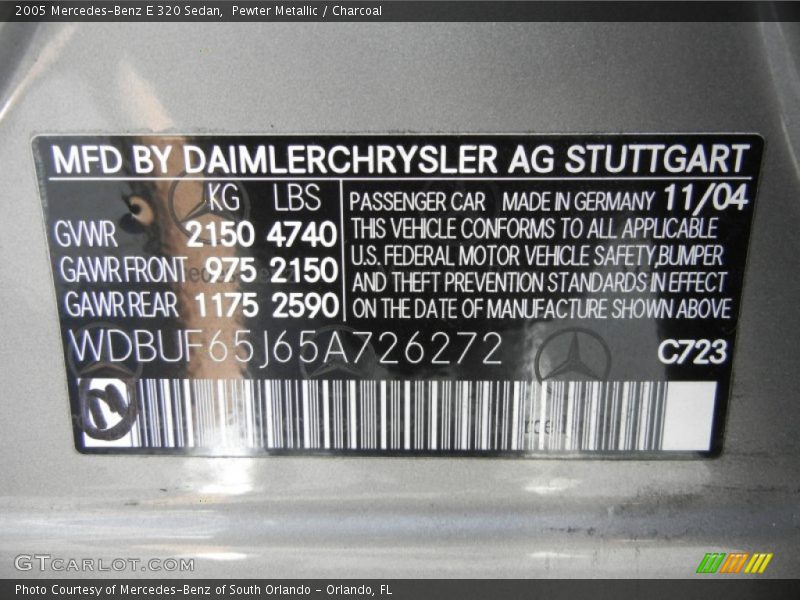 2005 Mercedes-Benz E 320 Sedan, Pewter Metallic / Charcoal
MFD BY DAIMLERCHRYSLER AG STUTTGART
KG LBS
GVWR 2150 4740
GAWR FRONT 975 2150
GAWR REAR 1175 2590
PASSENGER CAR MADE IN GERMANY 11/04
THIS VEHICLE CONFORMS TO ALL APPLICABLE
U.S. FEDERAL MOTOR VEHICLE SAFETY,BUMPER
AND THEFT PREVENTION STANDARDS IN EFFECT
ON THE DATE OF MANUFACTURE SHOWN ABOVE
WDBUF65J65A726272 C723
GTCARLOT.COM
Photo Courtesy of Mercedes-Benz of South Orlando - Orlando, FL